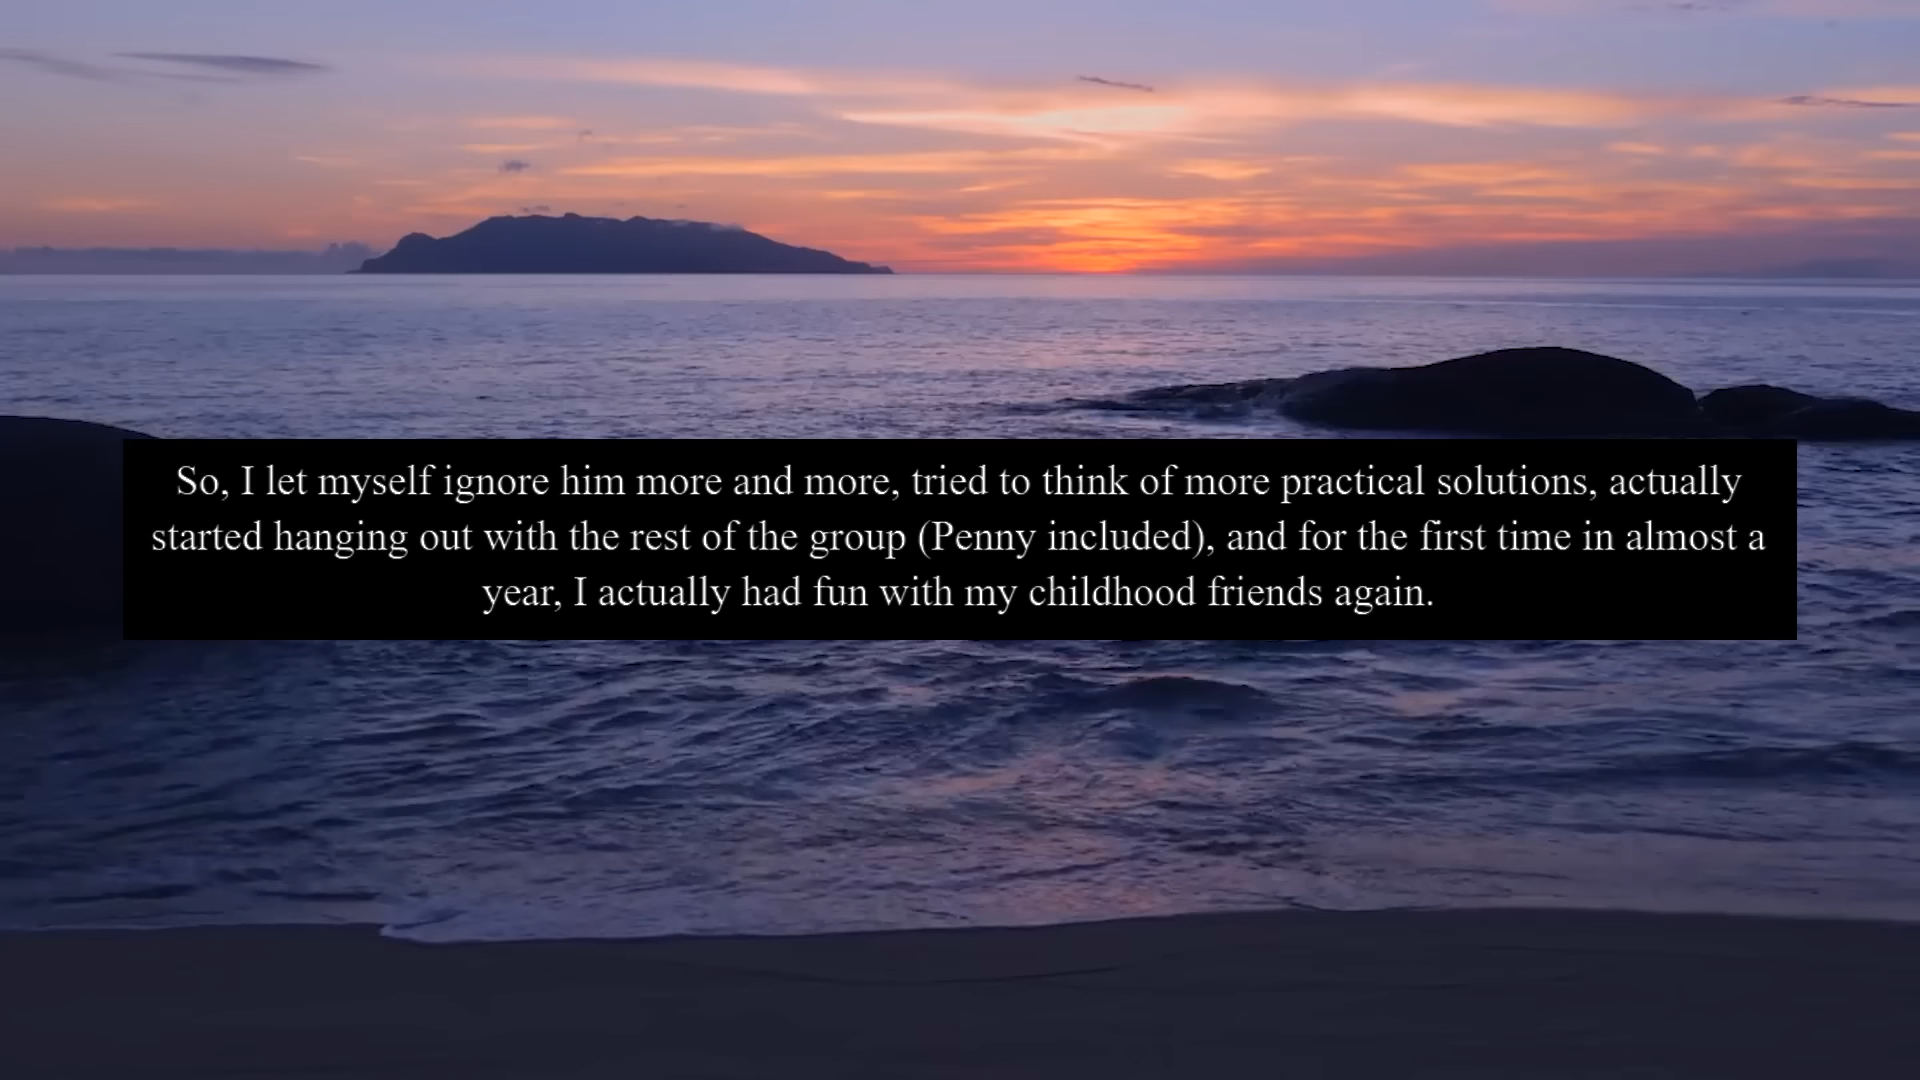 So, I let myself ignore him more and more, tried to think of more practical solutions, actually
started hanging out with the rest of the group (Penny included), and for the first time in almost a
year, I actually had fun with my childhood friends again.